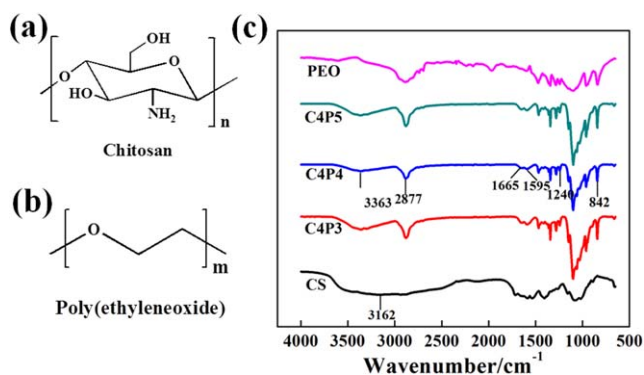 (a)
OH
O
O
HO
NH2
n
Chitosan
(b)
O
m
Poly(ethyleneoxide)
(c)
PEO
C4P5
C4P4
3363
2877
1665
1595
1240
842
C4P3
CS
3162
4000 3500 3000 2500 2000 1500 1000 500
Wavenumber/cm-1